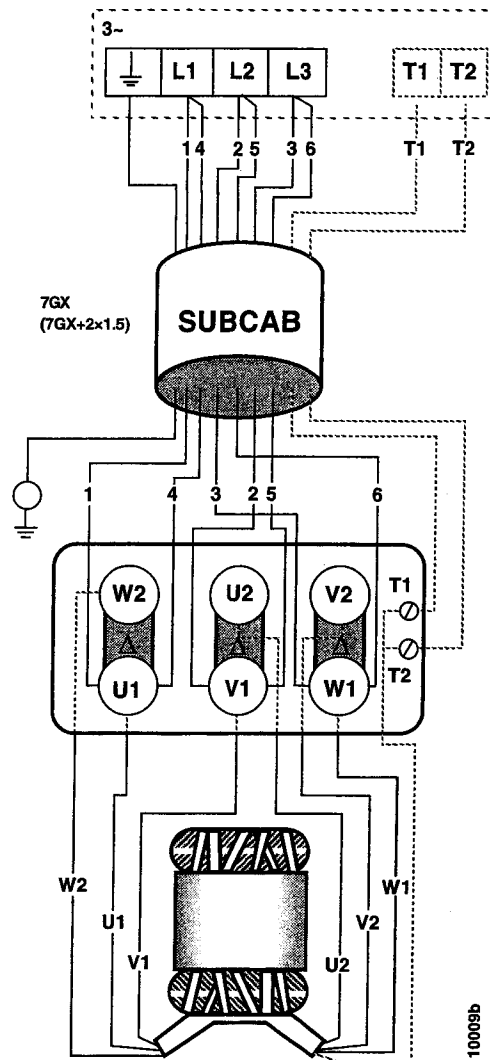 3~
L1 L2 L3 T1 T2
1 4 2 5 3 6 T1 T2
7GX
(7GX+2×1.5)
SUBCAB
1 4 3 2 5 6
W2 U2 V2 T1
Δ Δ Δ
U1 V1 W1 T2
W2 U1 V1 U2 V2 W1
10009b